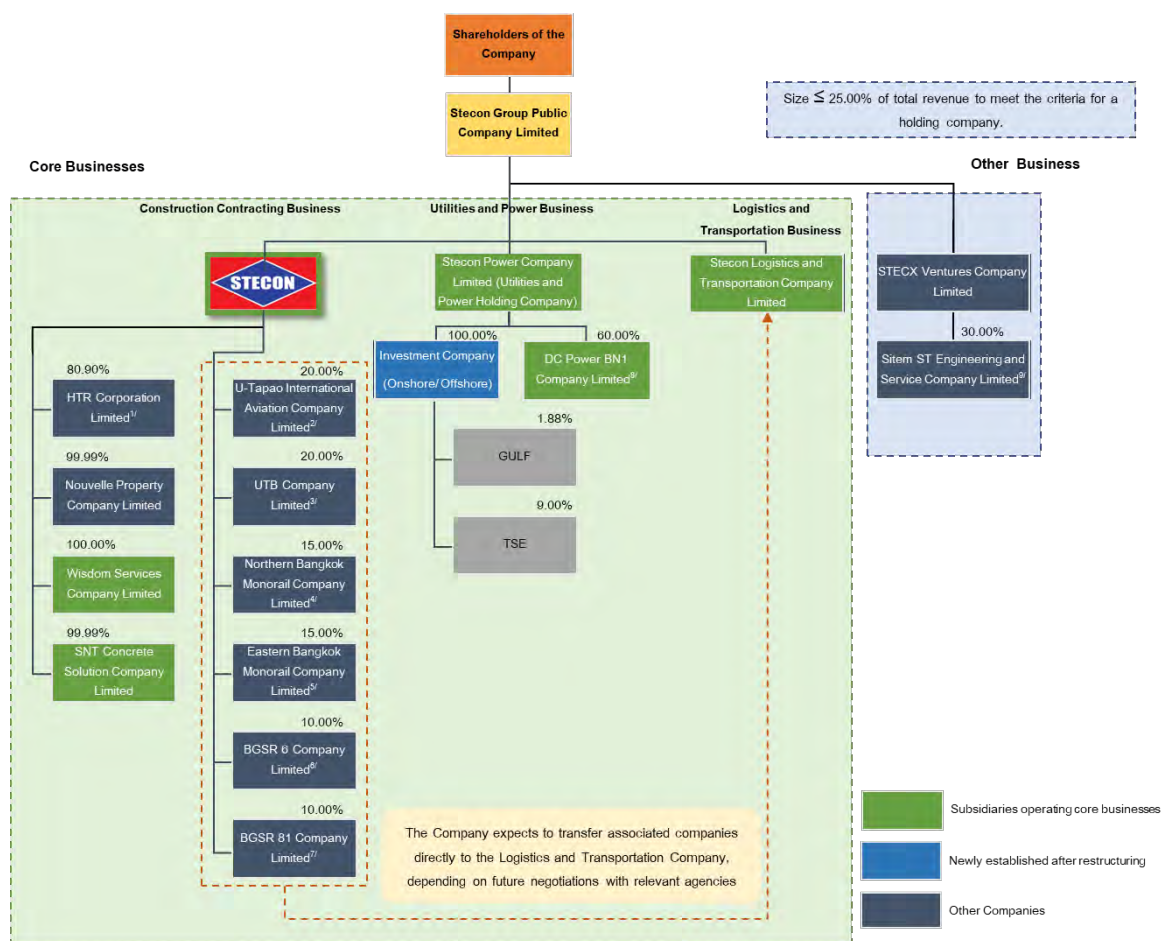 Shareholders of the
Company
Stecon Group Public
Company Limited
Size ≤ 25.00% of total revenue to meet the criteria for a
holding company.
Core Businesses
Other Business
Construction Contracting Business
Utilities and Power Business
Logistics and
Transportation Business
STECON
Stecon Power Company
Limited (Utilities and
Power Holding Company)
Stecon Logistics and
Transportation Company
Limited
STECX Ventures Company
Limited
30.00%
Sitem ST Engineering and
Service Company Limited9/
80.90%
HTR Corporation
Limited1/
99.99%
Nouvelle Property
Company Limited
100.00%
Wisdom Services
Company Limited
99.99%
SNT Concrete
Solution Company
Limited
20.00%
U-Tapao International
Aviation Company
Limited2/
20.00%
UTB Company
Limited3/
15.00%
Northern Bangkok
Monorail Company
Limited4/
15.00%
Eastern Bangkok
Monorail Company
Limited5/
10.00%
BGSR 6 Company
Limited6/
10.00%
BGSR 81 Company
Limited7/
100.00%
Investment Company
(Onshore/ Offshore)
60.00%
DC Power BN1
Company Limited8/
1.88%
GULF
9.00%
TSE
The Company expects to transfer associated companies
directly to the Logistics and Transportation Company,
depending on future negotiations with relevant agencies
Subsidiaries operating core businesses
Newly established after restructuring
Other Companies